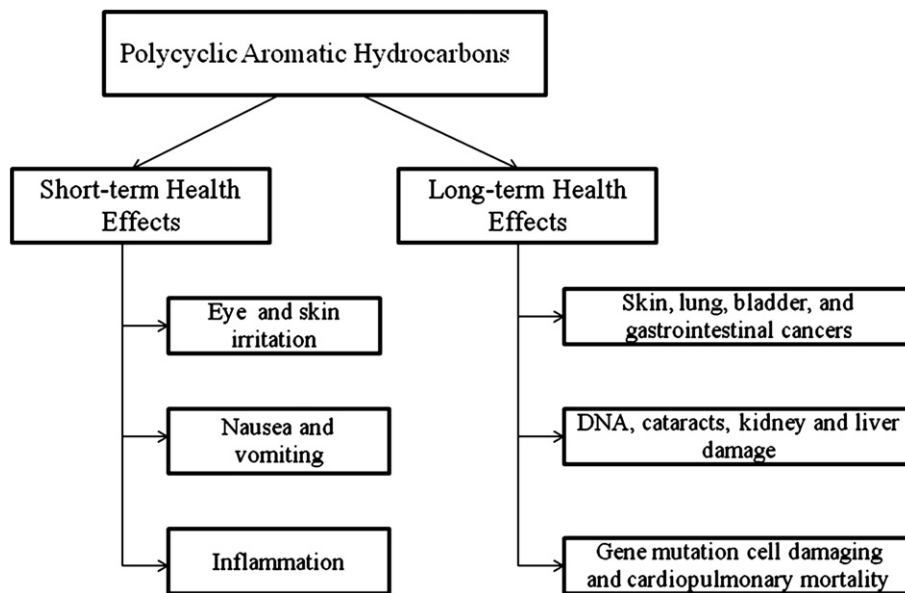 Polycyclic Aromatic Hydrocarbons
Short-term Health
Effects
Eye and skin
irritation
Nausea and
vomiting
Inflammation
Long-term Health
Effects
Skin, lung, bladder, and
gastrointestinal cancers
DNA, cataracts, kidney and liver
damage
Gene mutation cell damaging
and cardiopulmonary mortality